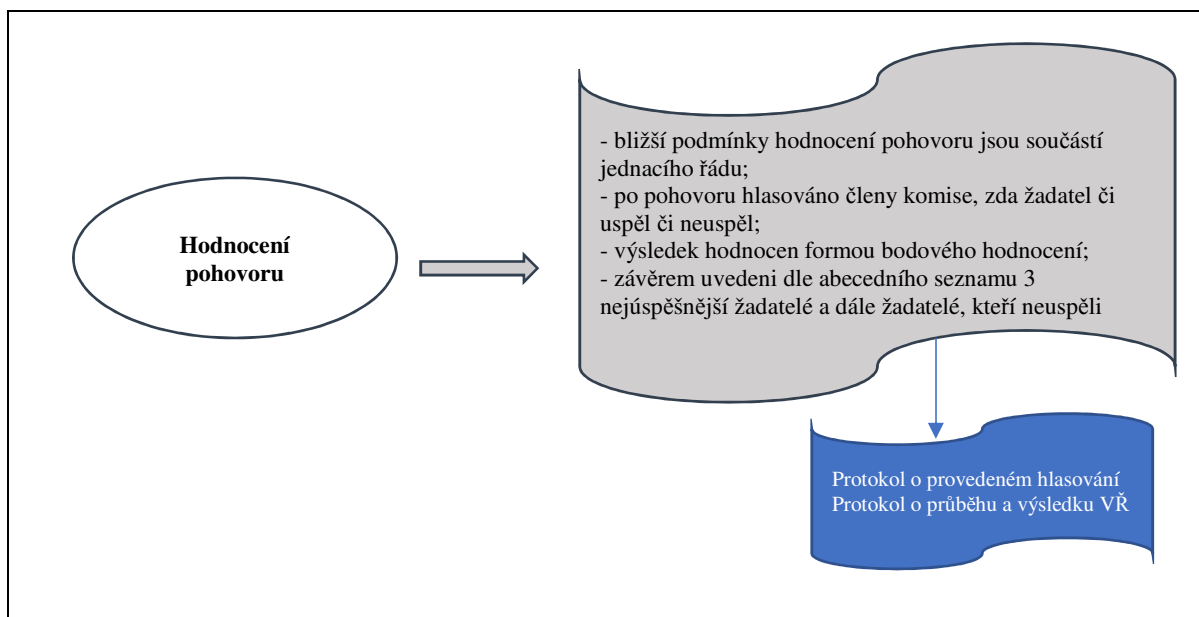 Hodnocení
pohovoru
- bližší podmínky hodnocení pohovoru jsou součástí
jednacího řádu;
- po pohovoru hlasováno členy komise, zda žadatel či
uspěl či neuspěl;
- výsledek hodnocen formou bodového hodnocení;
- závěrem uvedeni dle abecedního seznamu 3
nejúspěšnější žadatelé a dále žadatelé, kteří neuspěli
Protokol o provedeném hlasování
Protokol o průběhu a výsledku VŘ